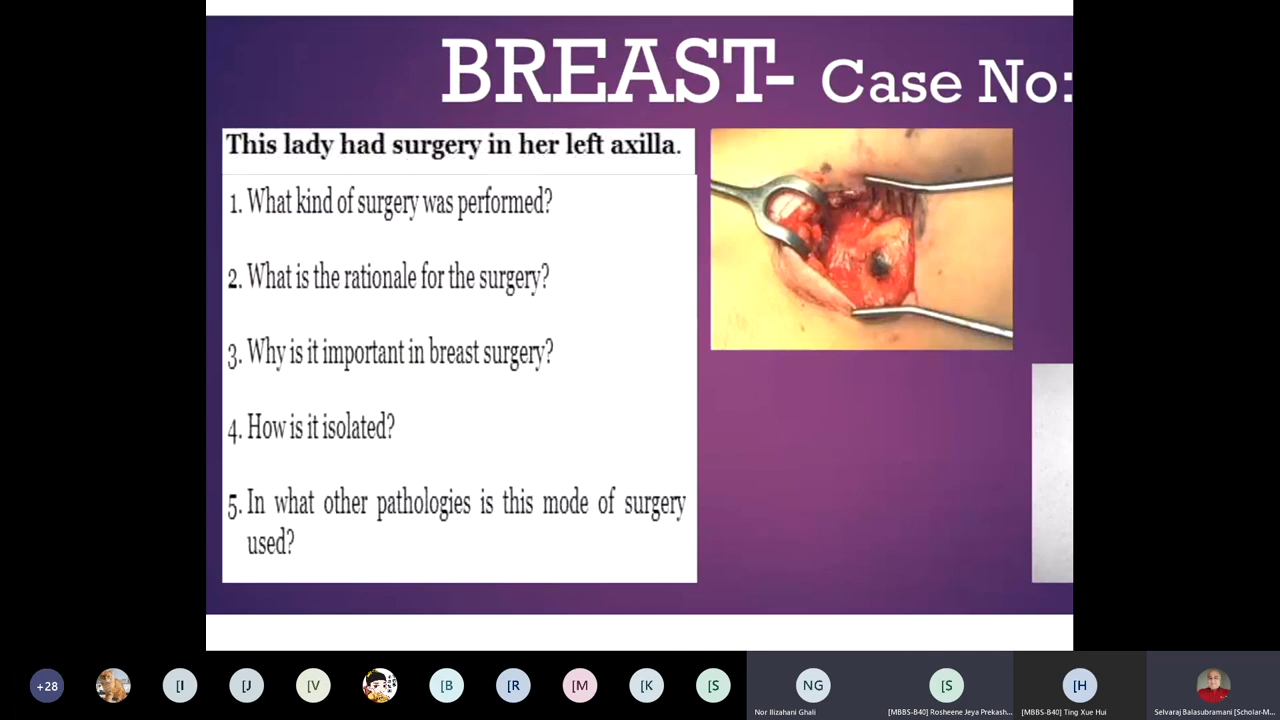 BREAST- Case No:
This lady had surgery in her left axilla.
1. What kind of surgery was performed?
2. What is the rationale for the surgery?
3. Why is it important in breast surgery?
4. How is it isolated?
5. In what other pathologies is this mode of surgery
used?
+28
[I
[J
[V
[B
[R
[M
[K
[S
NG
[S
[H
Nor Ilizahani Ghali
[MBBS-B40] Rosheene Jeya Prekash...
[MBBS-B40] Ting Xue Hui
Selvaraj Balasubramani [Scholar-M...